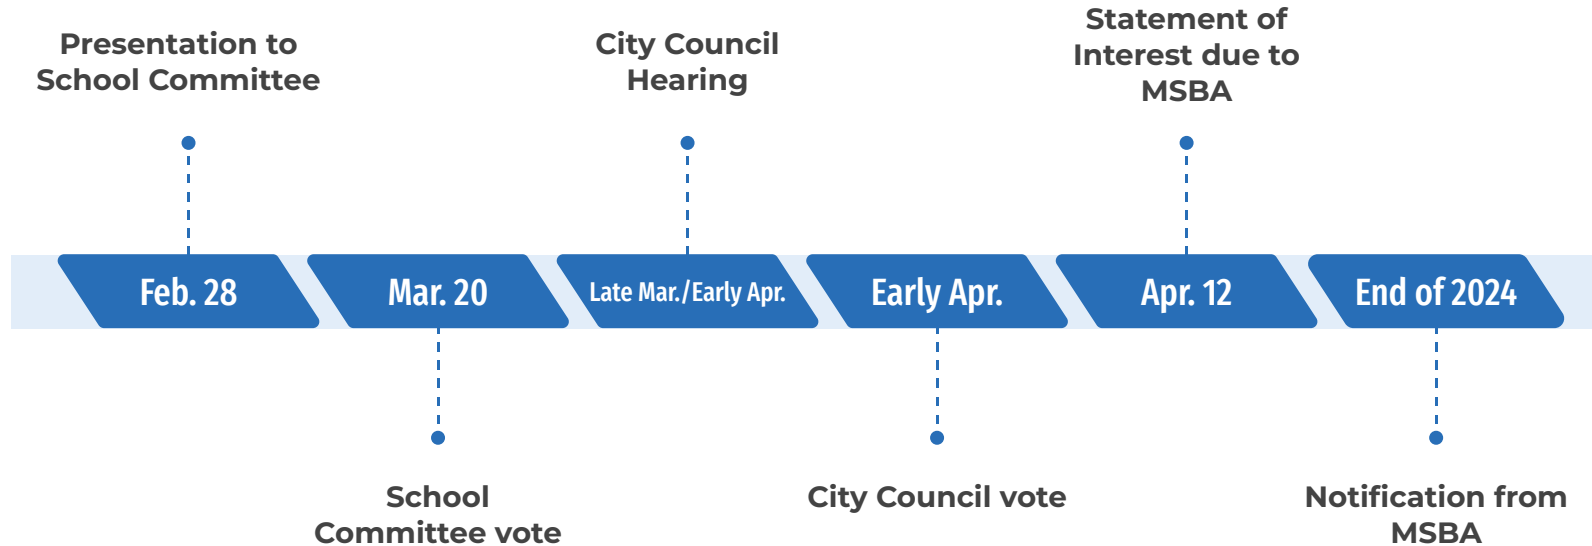 Presentation to
School Committee
City Council
Hearing
Statement of
Interest due to
MSBA
Feb. 28
Mar. 20
Late Mar./Early Apr.
Early Apr.
Apr. 12
End of 2024
School
Committee vote
City Council vote
Notification from
MSBA